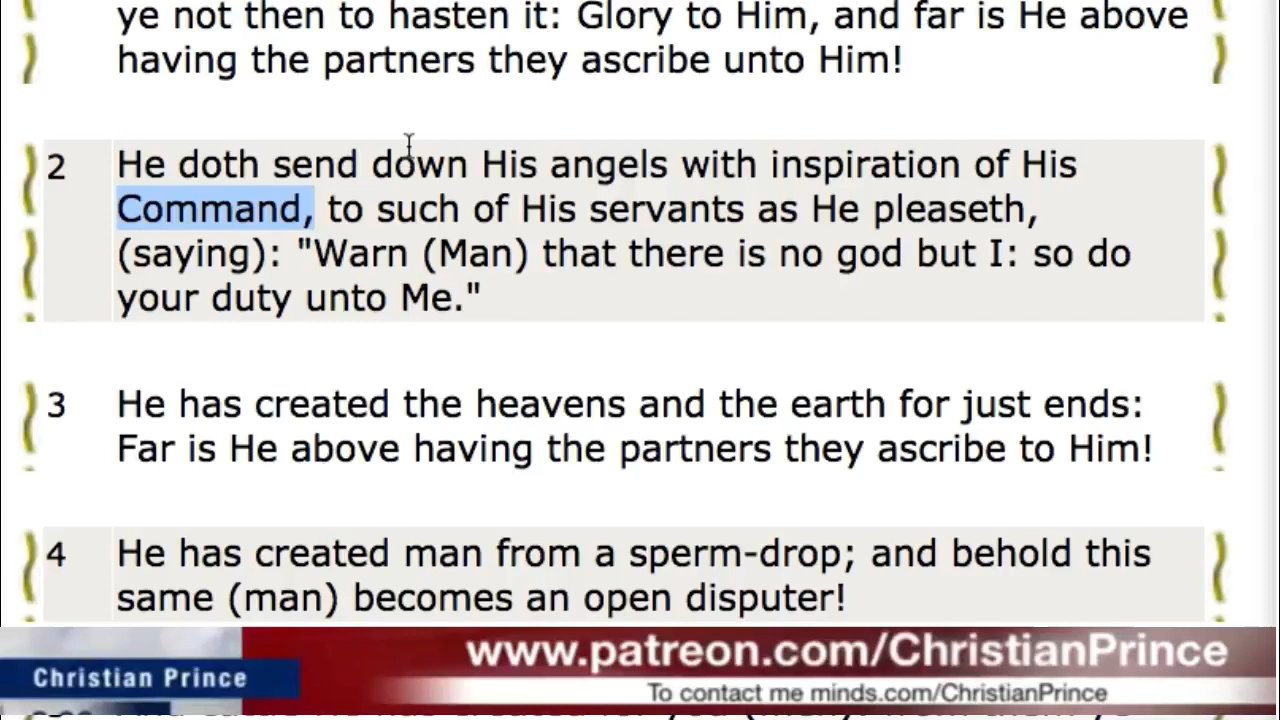 ye not then to hasten it: Glory to Him, and far is He above
having the partners they ascribe unto Him!
2 He doth send down His angels with inspiration of His
Command, to such of His servants as He pleaseth,
(saying): "Warn (Man) that there is no god but I: so do
your duty unto Me."
3 He has created the heavens and the earth for just ends:
Far is He above having the partners they ascribe to Him!
4 He has created man from a sperm-drop; and behold this
same (man) becomes an open disputer!
www.patreon.com/ChristianPrince
Christian Prince
To contact me minds.com/ChristianPrince